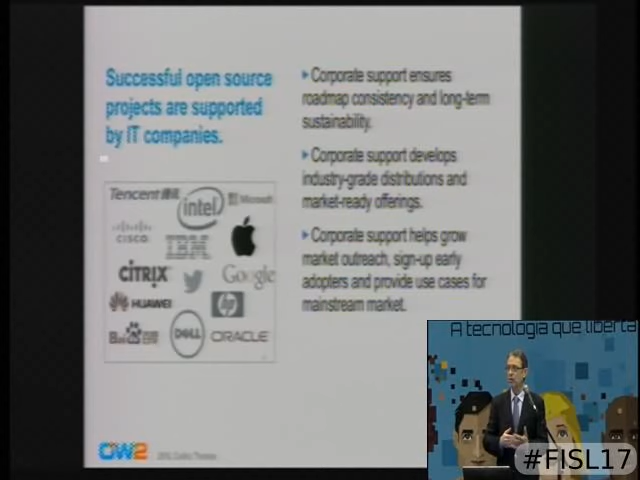 Successful open source
projects are supported
by IT companies.
▸Corporate support ensures
roadmap consistency and long-term
sustainability.
▸Corporate support develops
industry-grade distributions and
market-ready offerings.
▸Corporate support helps grow
market outreach, sign-up early
adopters and provide use cases for
mainstream market.
Tencent
intel
Microsoft
CISCO
IBM
CITRIX
Google
HUAWEI
hp
DELL
ORACLE
OW2
A tecnologia que liberta
#FISL17